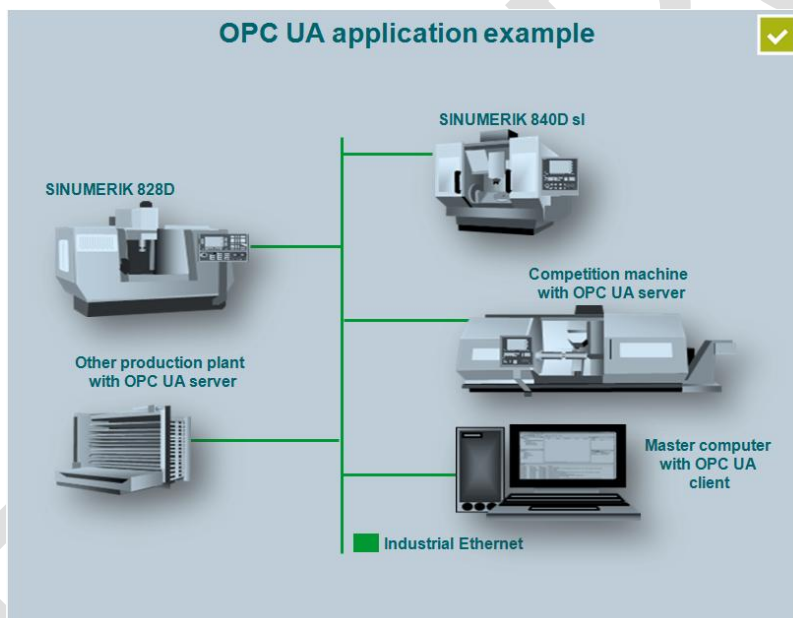 OPC UA application example
SINUMERIK 840D sl
SINUMERIK 828D
Competition machine
with OPC UA server
Other production plant
with OPC UA server
Master computer
with OPC UA
client
Industrial Ethernet